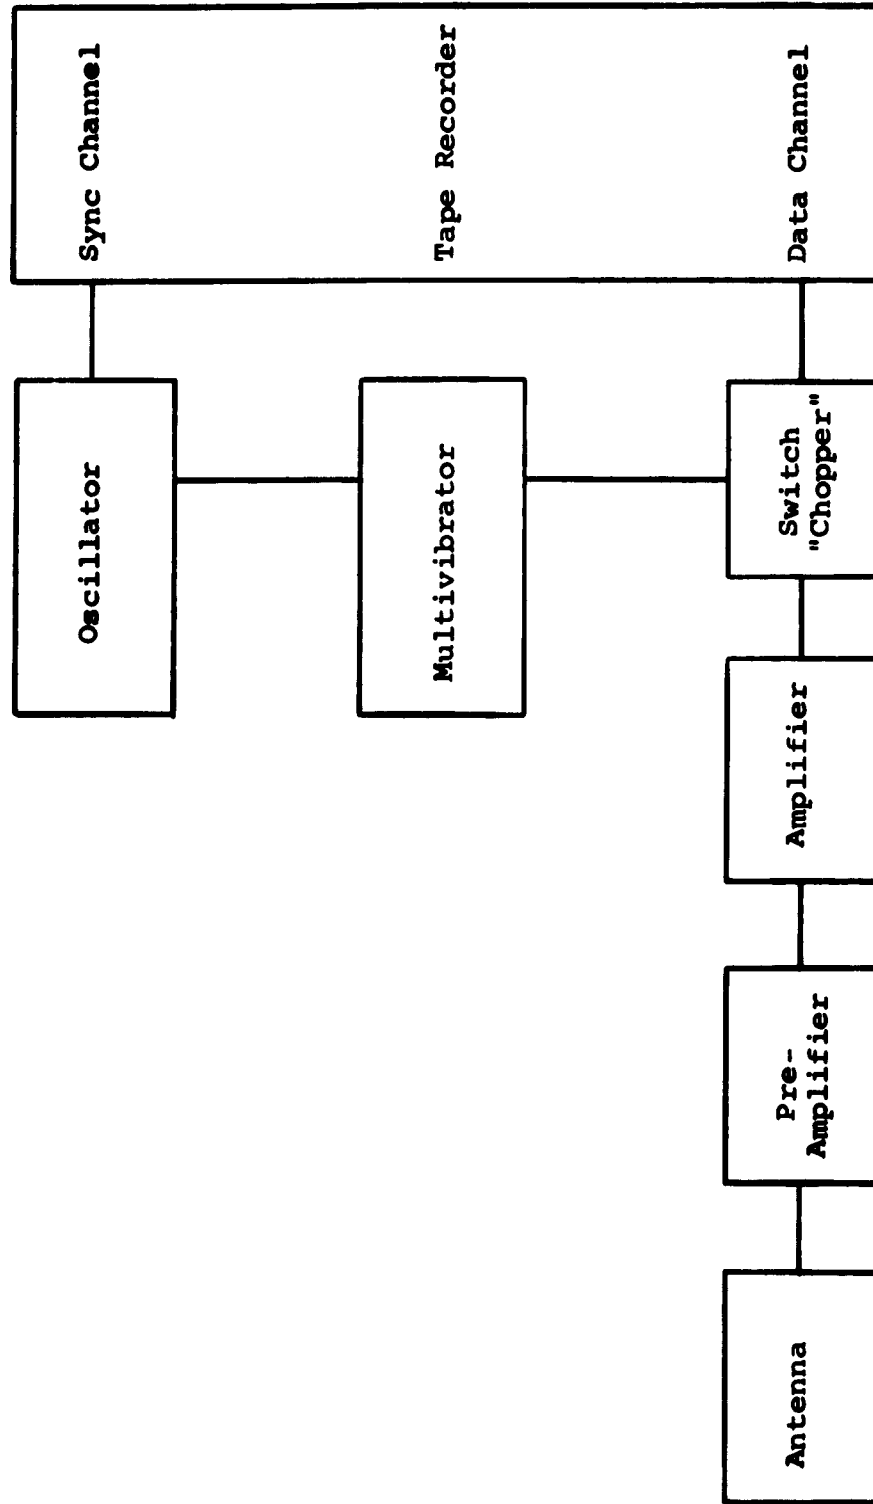 Antenna
Pre-
Amplifier
Amplifier
Switch
"Chopper"
Multivibrator
Oscillator
Sync Channel
Tape Recorder
Data Channel